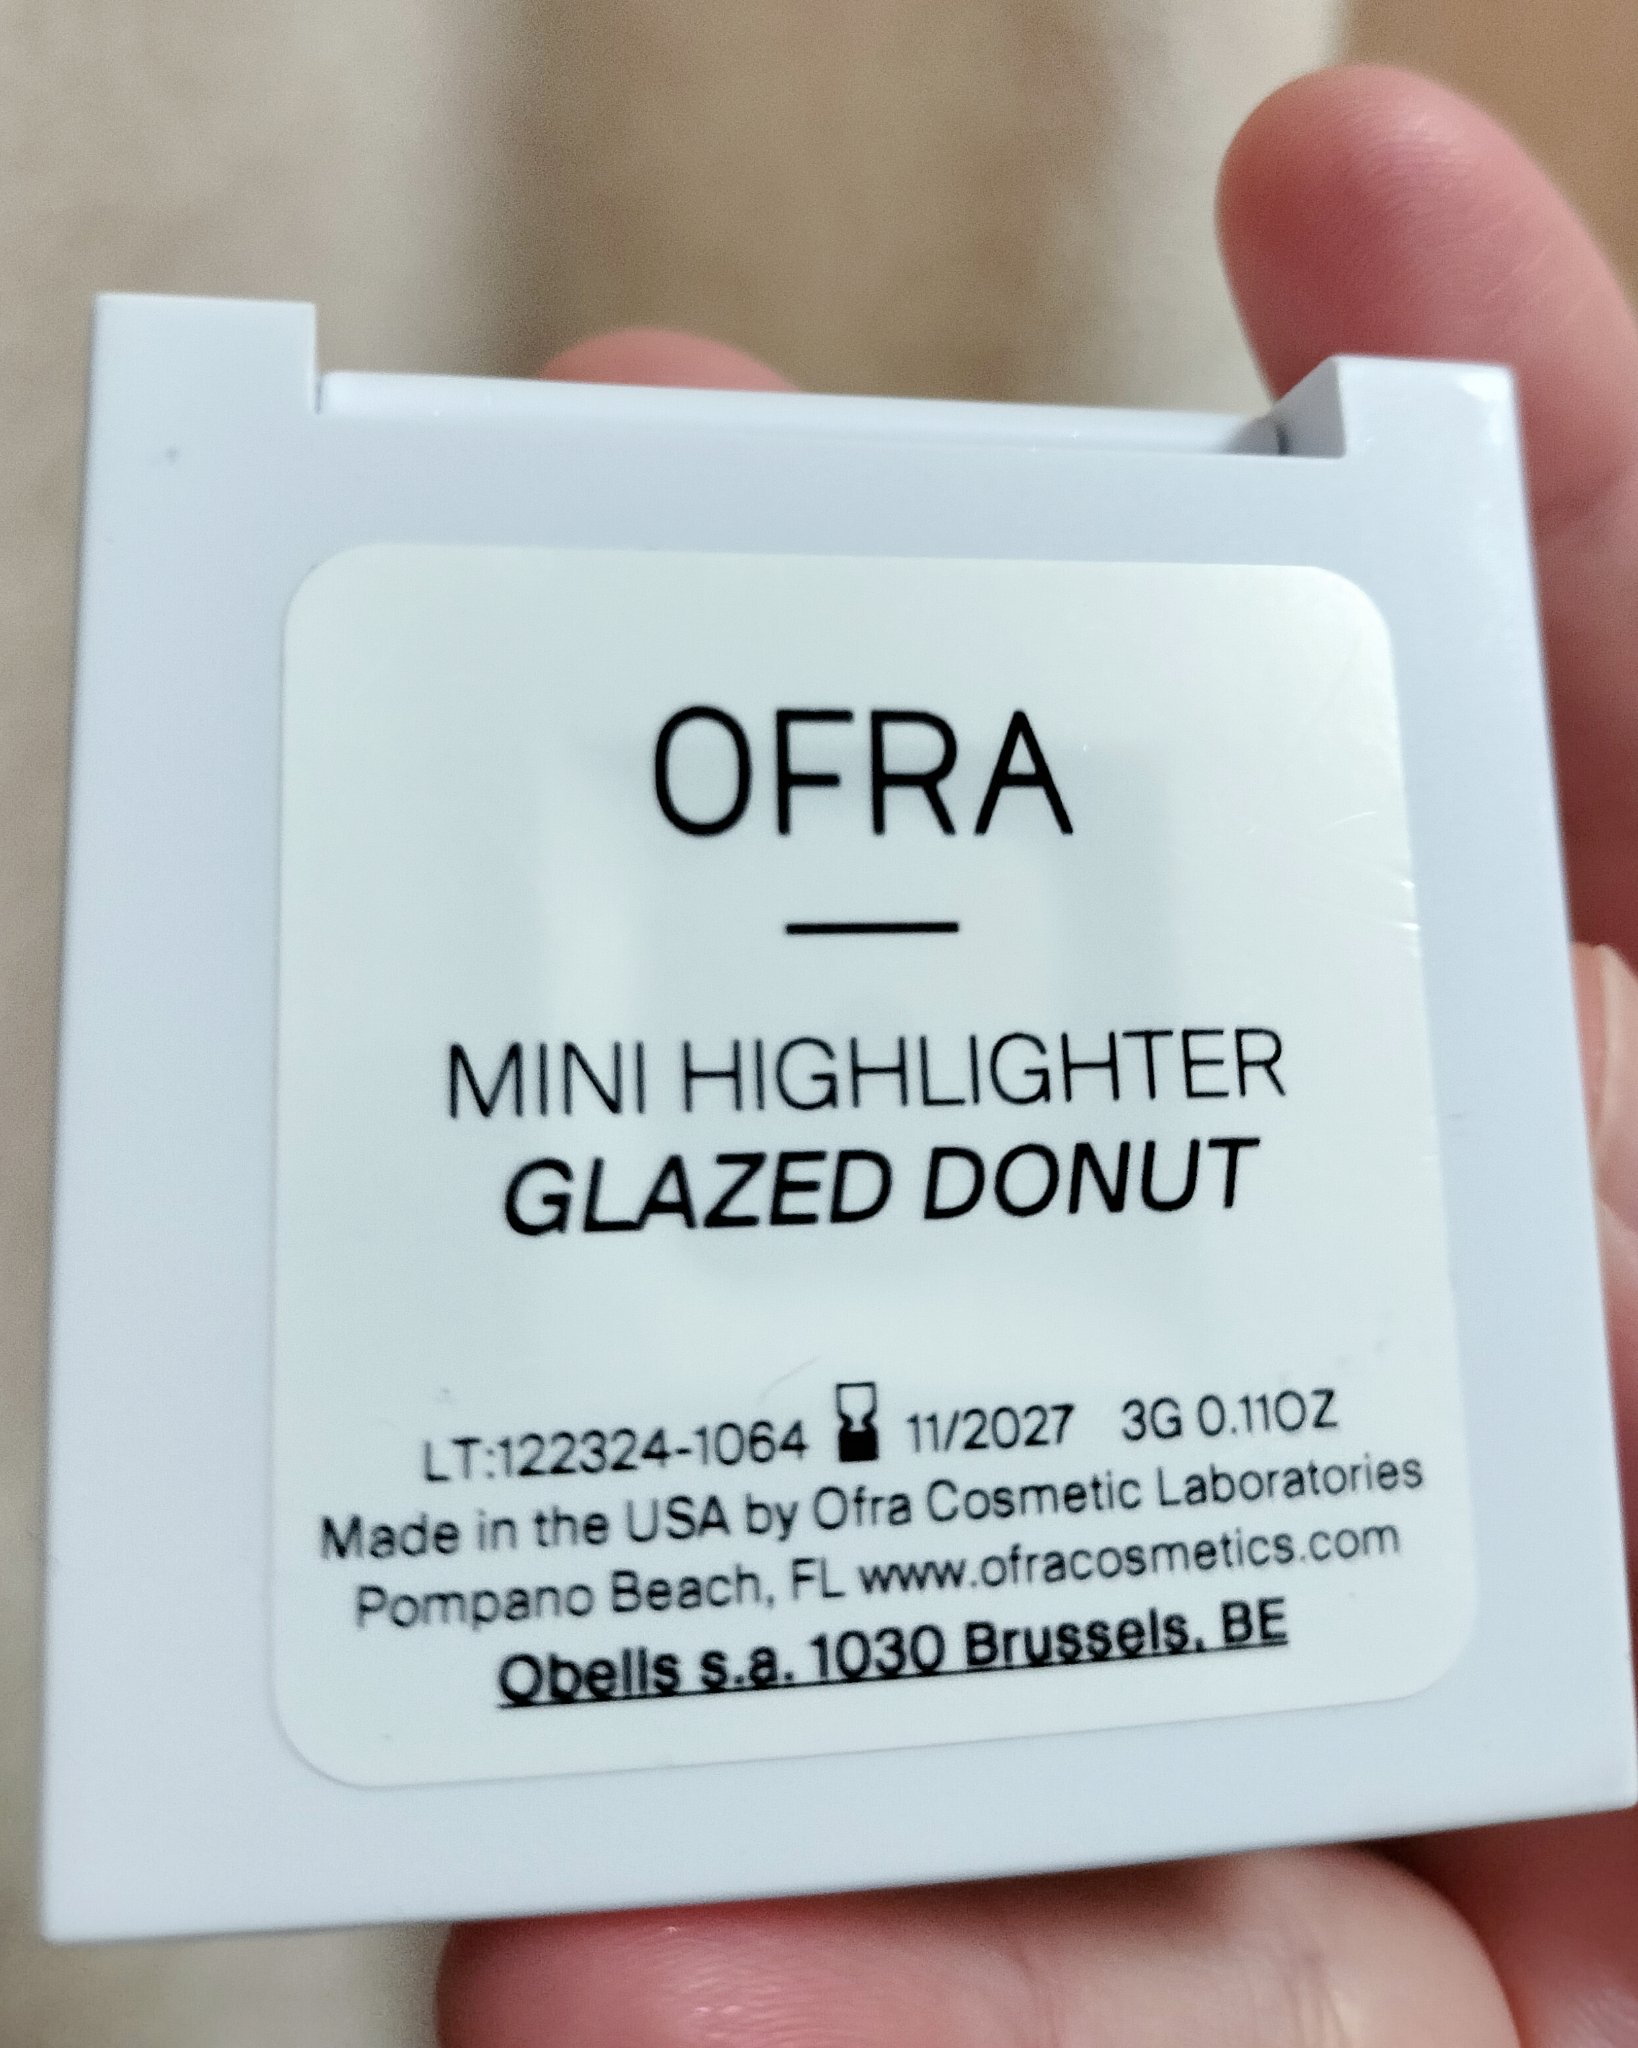 OFRA
MINI HIGHLIGHTER
GLAZED DONUT
LT:122324-1064 11/2027 3G 0.11OZ
Made in the USA by Ofra Cosmetic Laboratories
Pompano Beach, FL www.ofracosmetics.com
Obells s.a. 1030 Brussels, BE